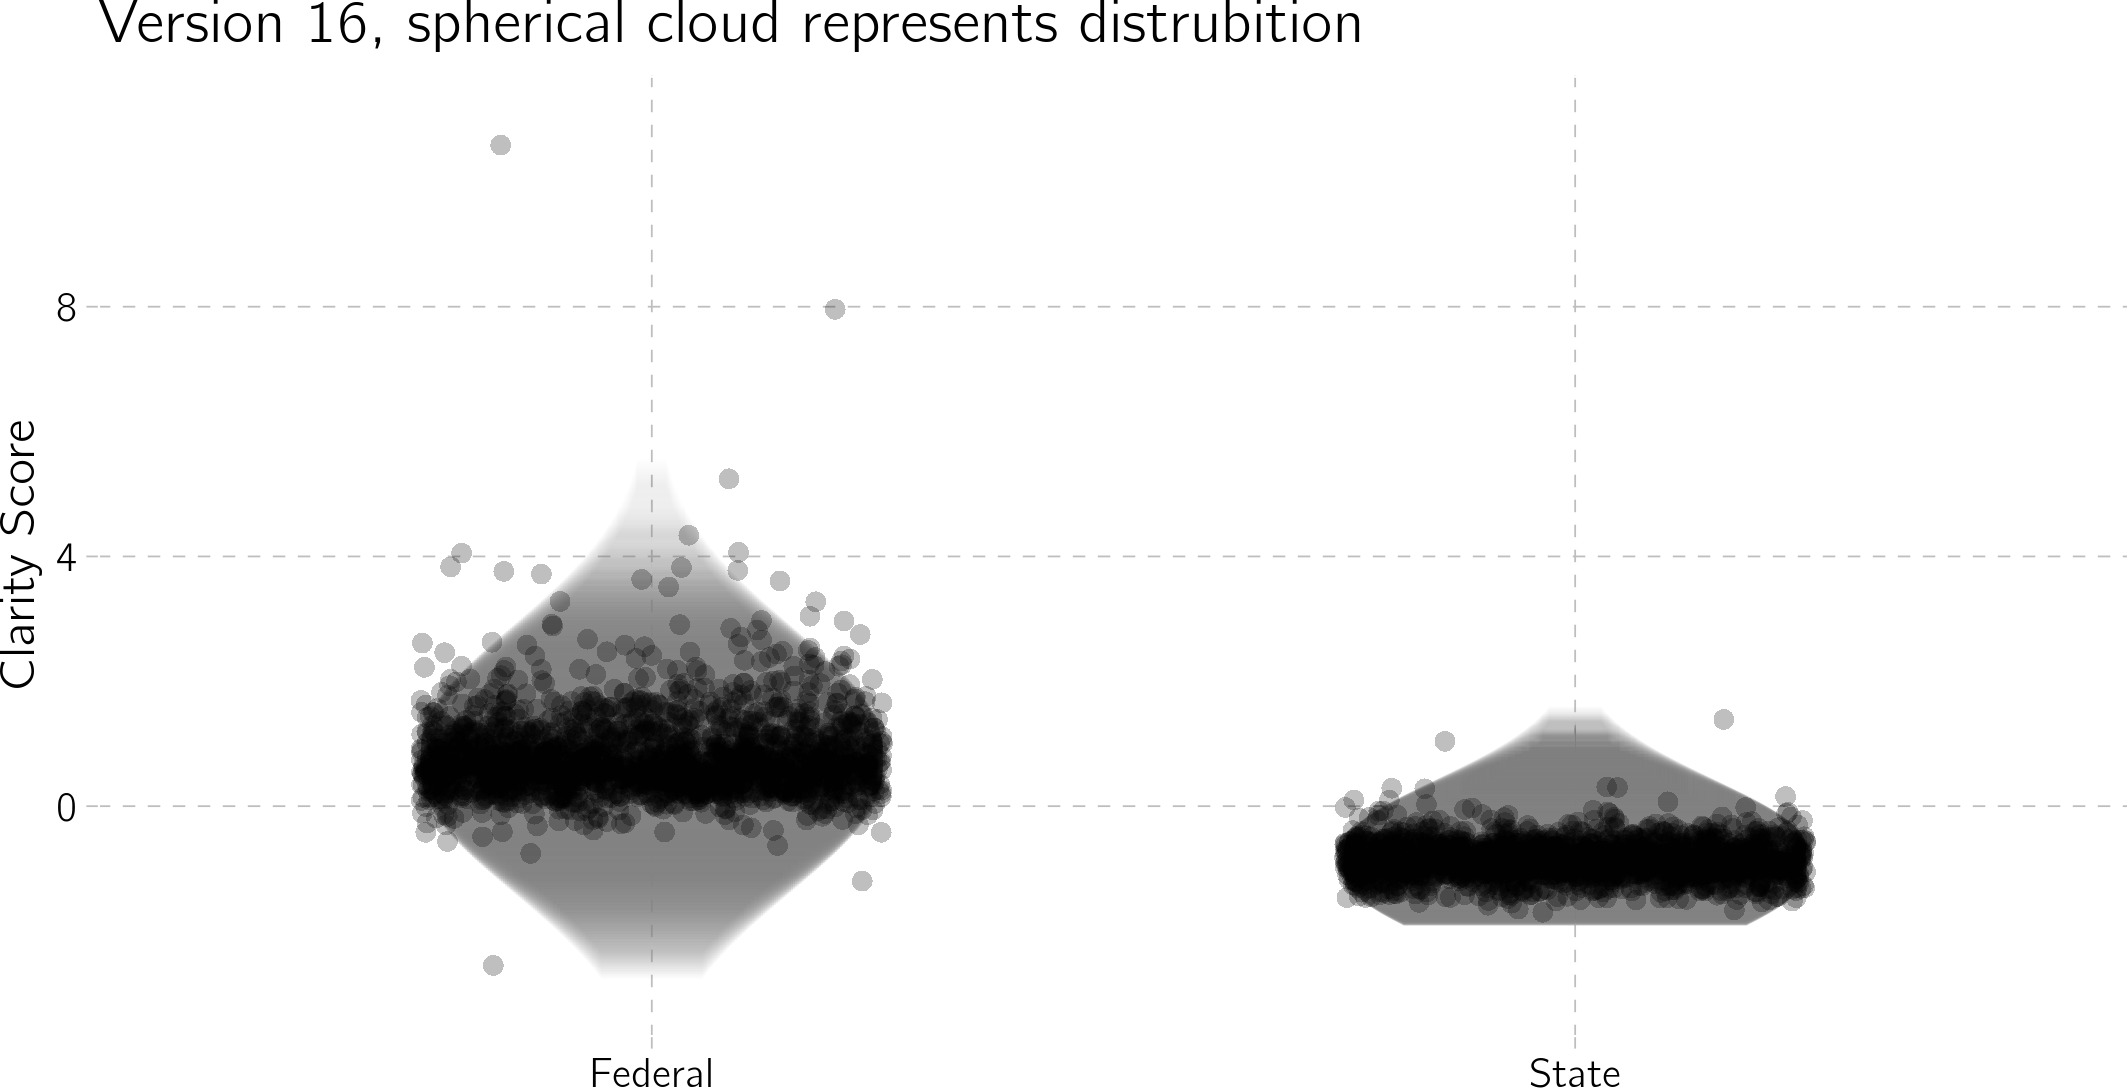 Version 16, spherical cloud represents distrubition
Clarity Score
8
4
0
Federal
State